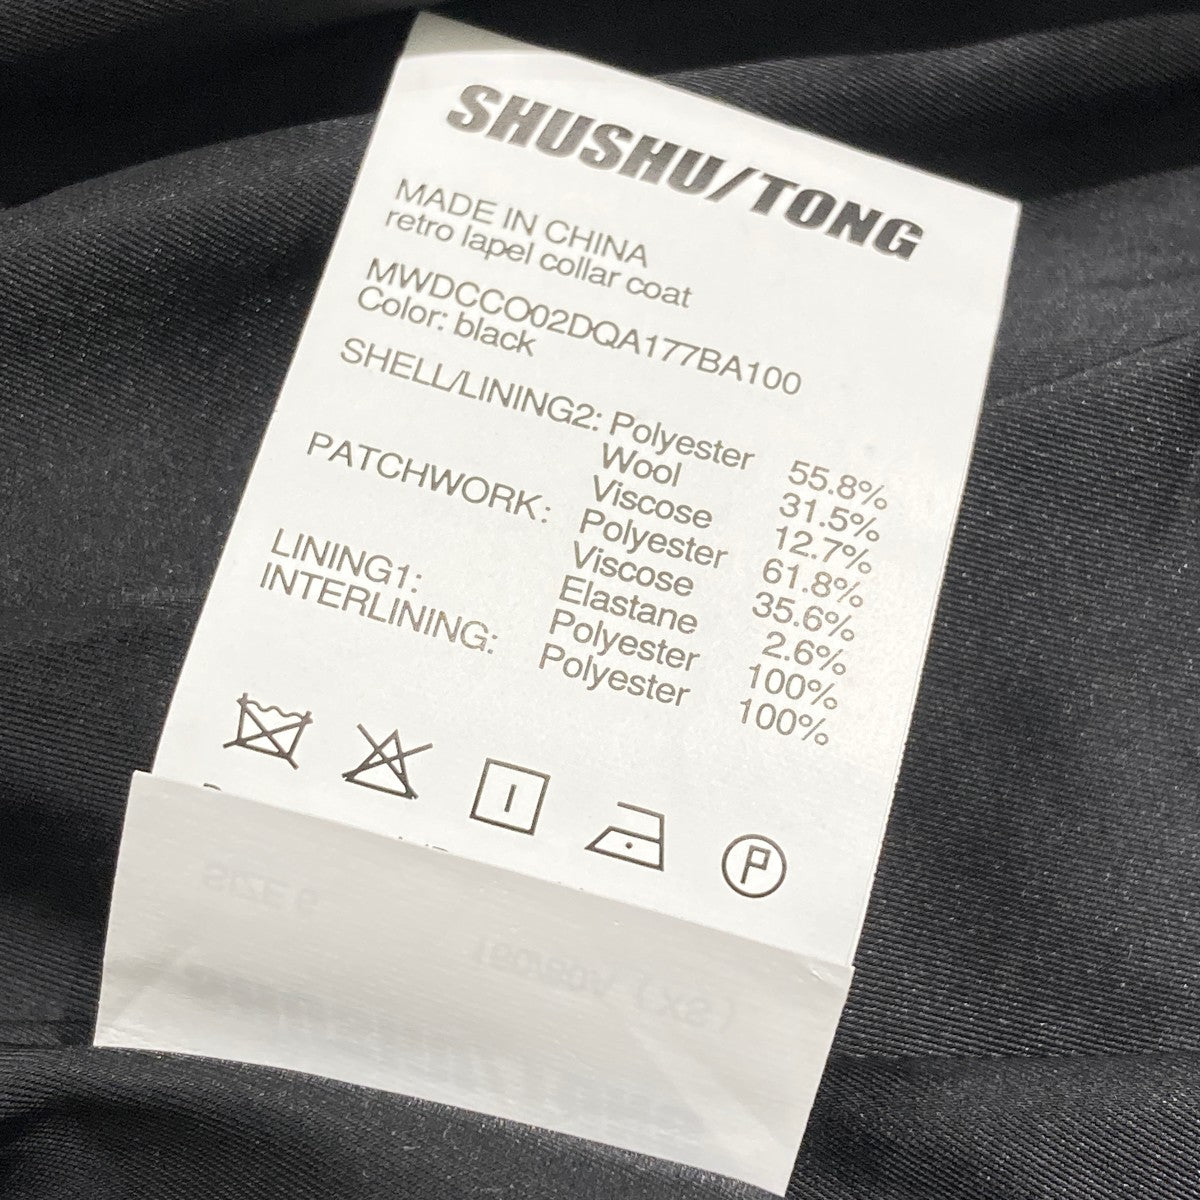 SHUSHU/TONG
MADE IN CHINA
retro lapel collar coat
MWDCCO02DQA177BA100
Color: black
SHELL/LINING2: Polyester 55.8%
Wool 31.5%
Viscose 12.7%
PATCHWORK: Polyester 61.8%
Viscose 35.6%
Elastane 2.6%
LINING1: Polyester 100%
INTERLINING: Polyester 100%
P
SIZE 6